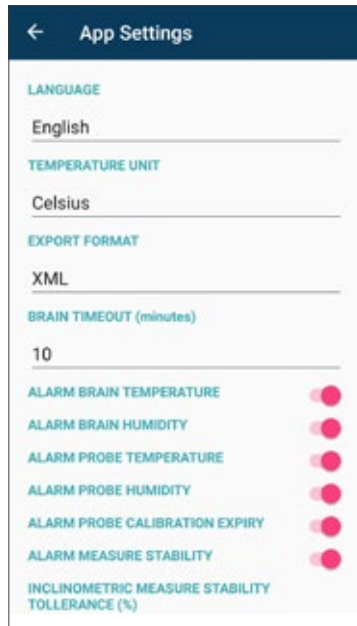 App Settings
LANGUAGE
English
TEMPERATURE UNIT
Celsius
EXPORT FORMAT
XML
BRAIN TIMEOUT (minutes)
10
ALARM BRAIN TEMPERATURE
ALARM BRAIN HUMIDITY
ALARM PROBE TEMPERATURE
ALARM PROBE HUMIDITY
ALARM PROBE CALIBRATION EXPIRY
ALARM MEASURE STABILITY
INCLINOMETRIC MEASURE STABILITY
TOLLERANCE (%)